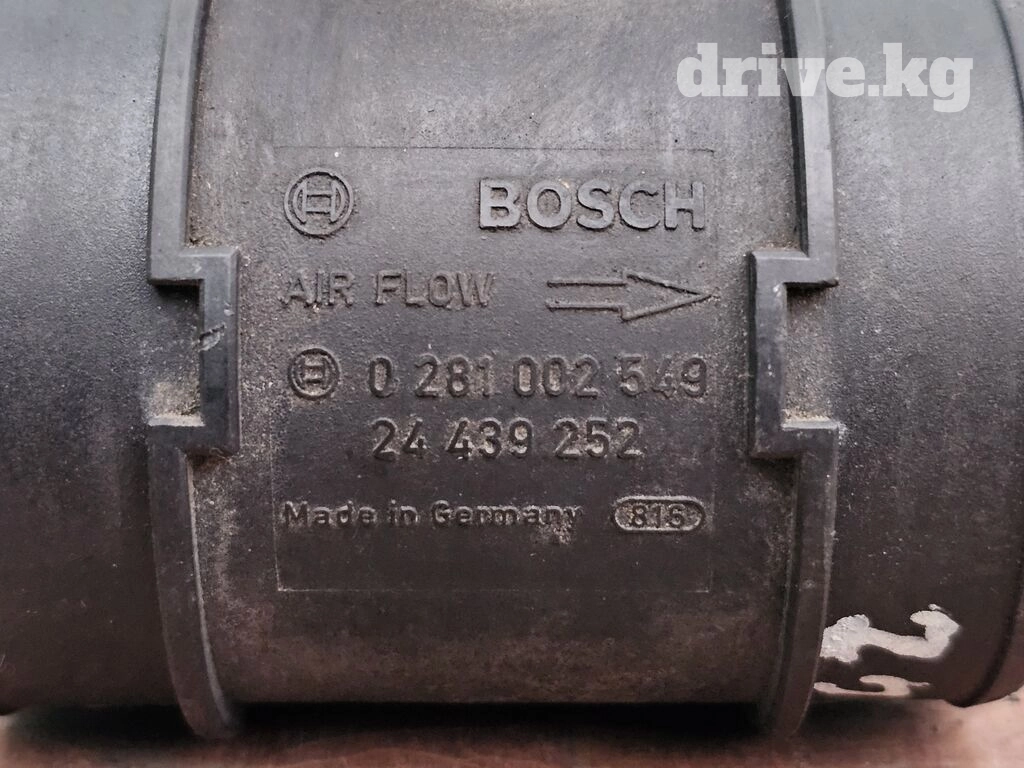 drive.kg
BOSCH
AIR FLOW
0 281 002 549
24 439 252
Made in Germany 816